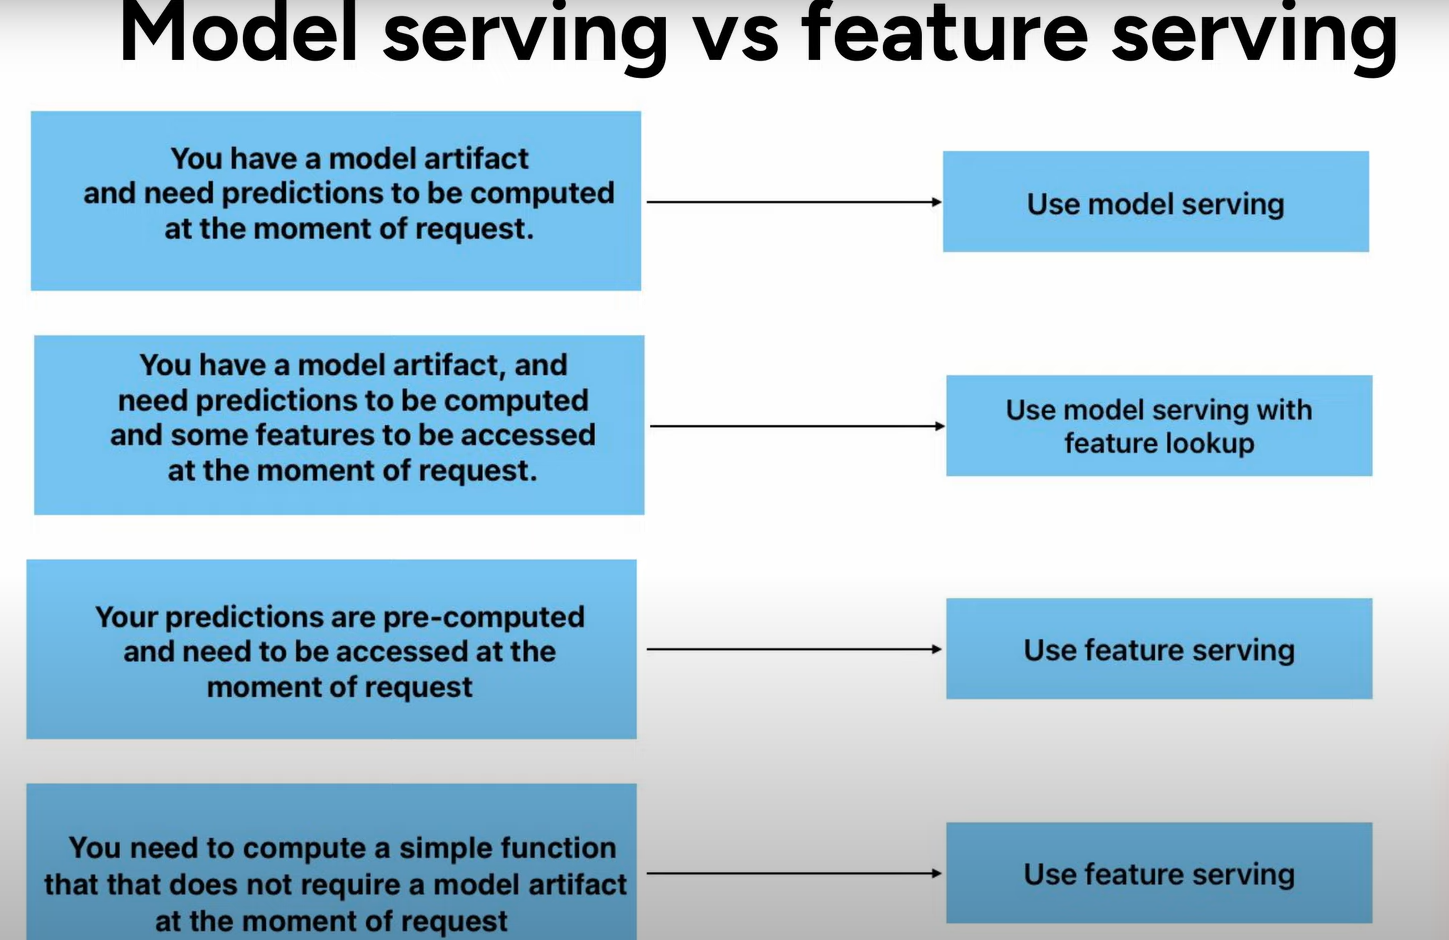 Model serving vs feature serving
You have a model artifact
and need predictions to be computed
at the moment of request.
Use model serving
You have a model artifact, and
need predictions to be computed
and some features to be accessed
at the moment of request.
Use model serving with
feature lookup
Your predictions are pre-computed
and need to be accessed at the
moment of request
Use feature serving
You need to compute a simple function
that that does not require a model artifact
at the moment of request
Use feature serving